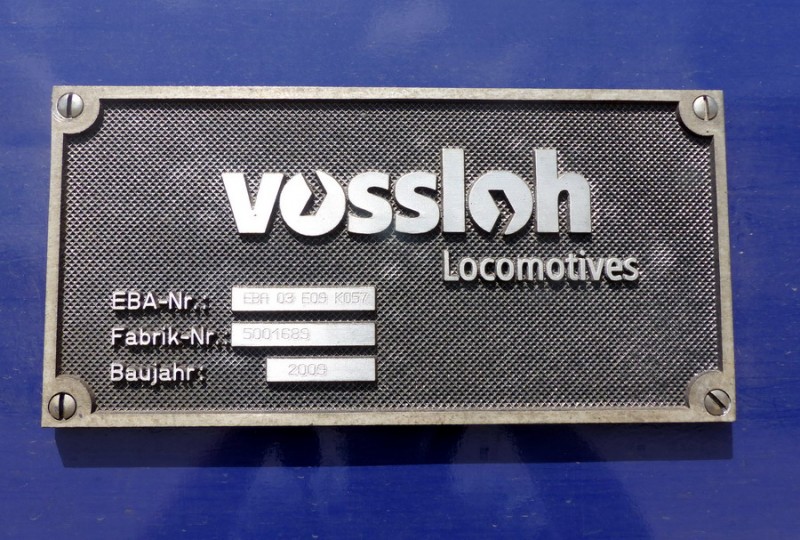 vossloh
Locomotives
EBA-Nr.: EBA 03 E09 K057
Fabrik-Nr.: 5001689
Baujahr: 2009